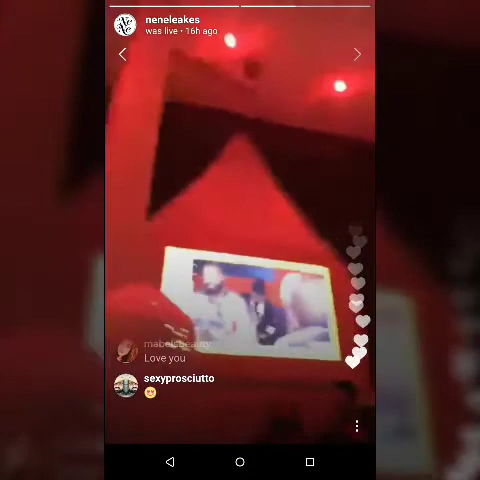 neneleakes
was live • 16h ago
Love you
sexyprosciutto
😍